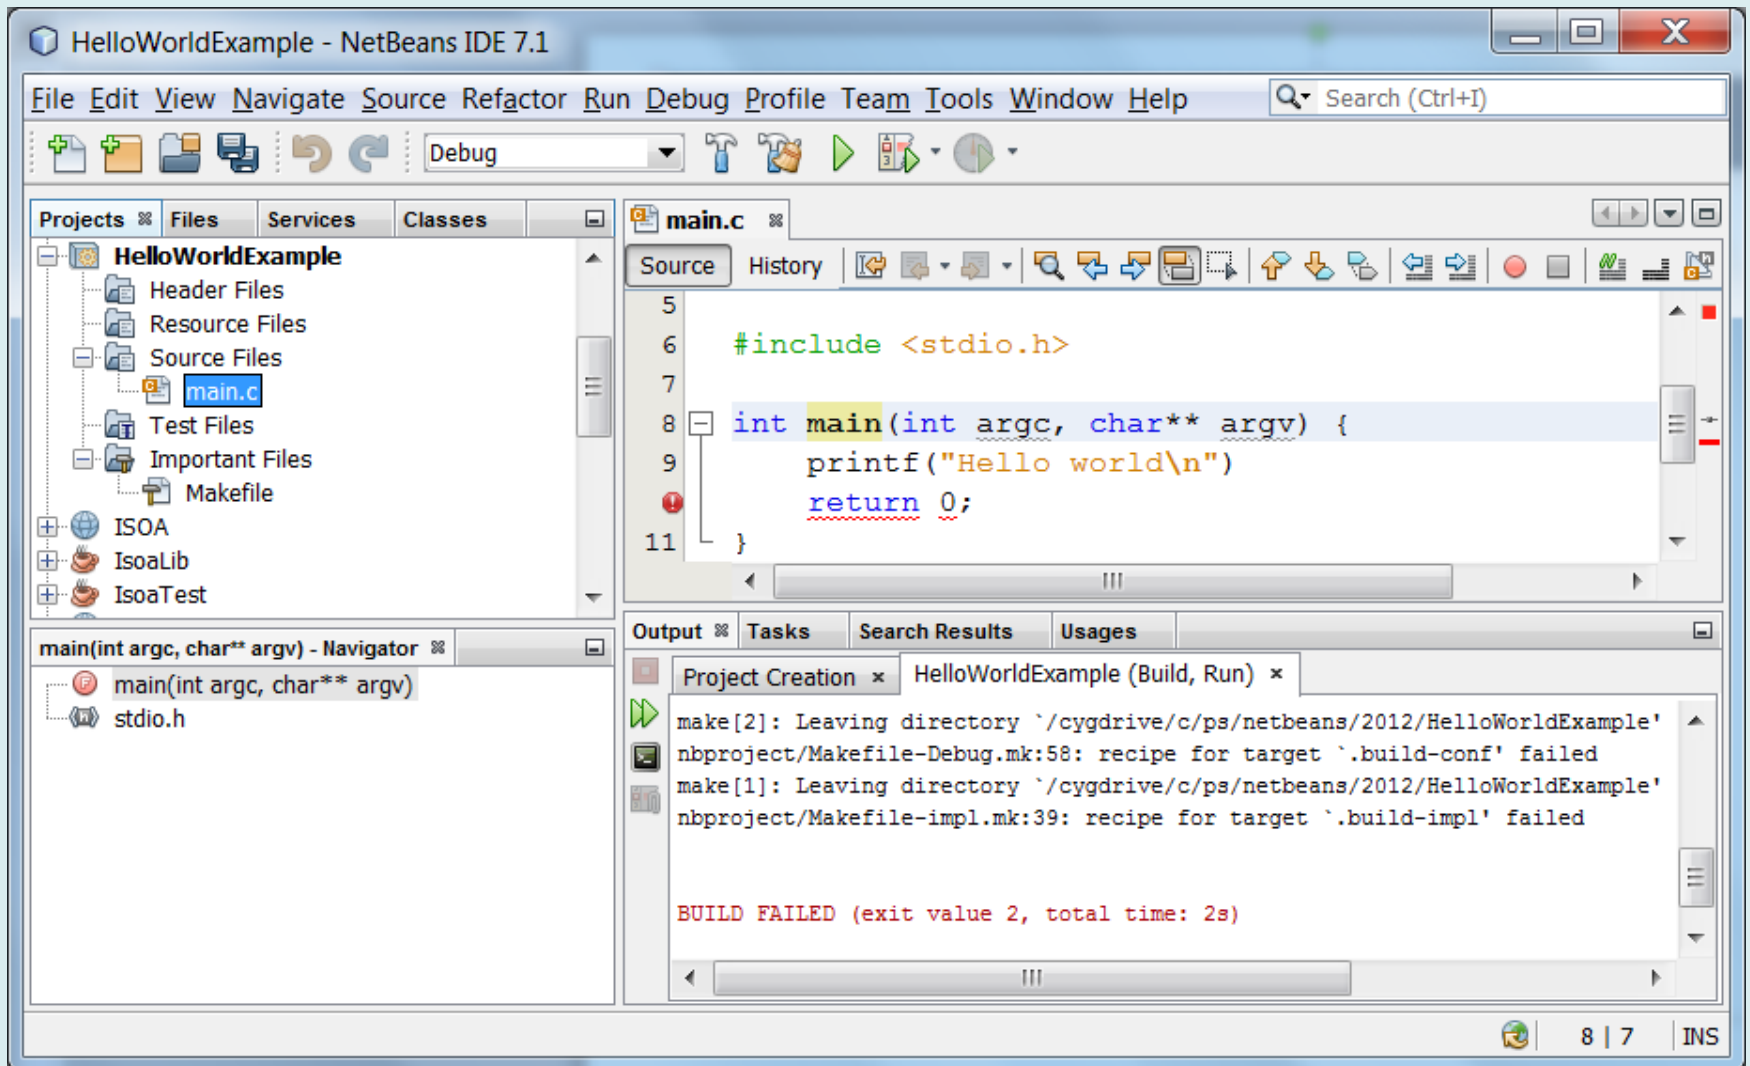 HelloWorldExample - NetBeans IDE 7.1
File Edit View Navigate Source Refactor Run Debug Profile Team Tools Window Help
Search (Ctrl+I)
Debug
Projects Files Services Classes
HelloWorldExample
Header Files
Resource Files
Source Files
main.c
Test Files
Important Files
Makefile
ISOA
IsoaLib
IsoaTest
main(int argc, char** argv) - Navigator
main(int argc, char** argv)
stdio.h
main.c
Source History
5
6 #include <stdio.h>
7
8 int main(int argc, char** argv) {
9 printf("Hello world\n")
return 0;
11 }
Output Tasks Search Results Usages
Project Creation HelloWorldExample (Build, Run)
make[2]: Leaving directory `/cygdrive/c/ps/netbeans/2012/HelloWorldExample'
nbproject/Makefile-Debug.mk:58: recipe for target `.build-conf' failed
make[1]: Leaving directory `/cygdrive/c/ps/netbeans/2012/HelloWorldExample'
nbproject/Makefile-impl.mk:39: recipe for target `.build-impl' failed
BUILD FAILED (exit value 2, total time: 2s)
8 | 7 INS